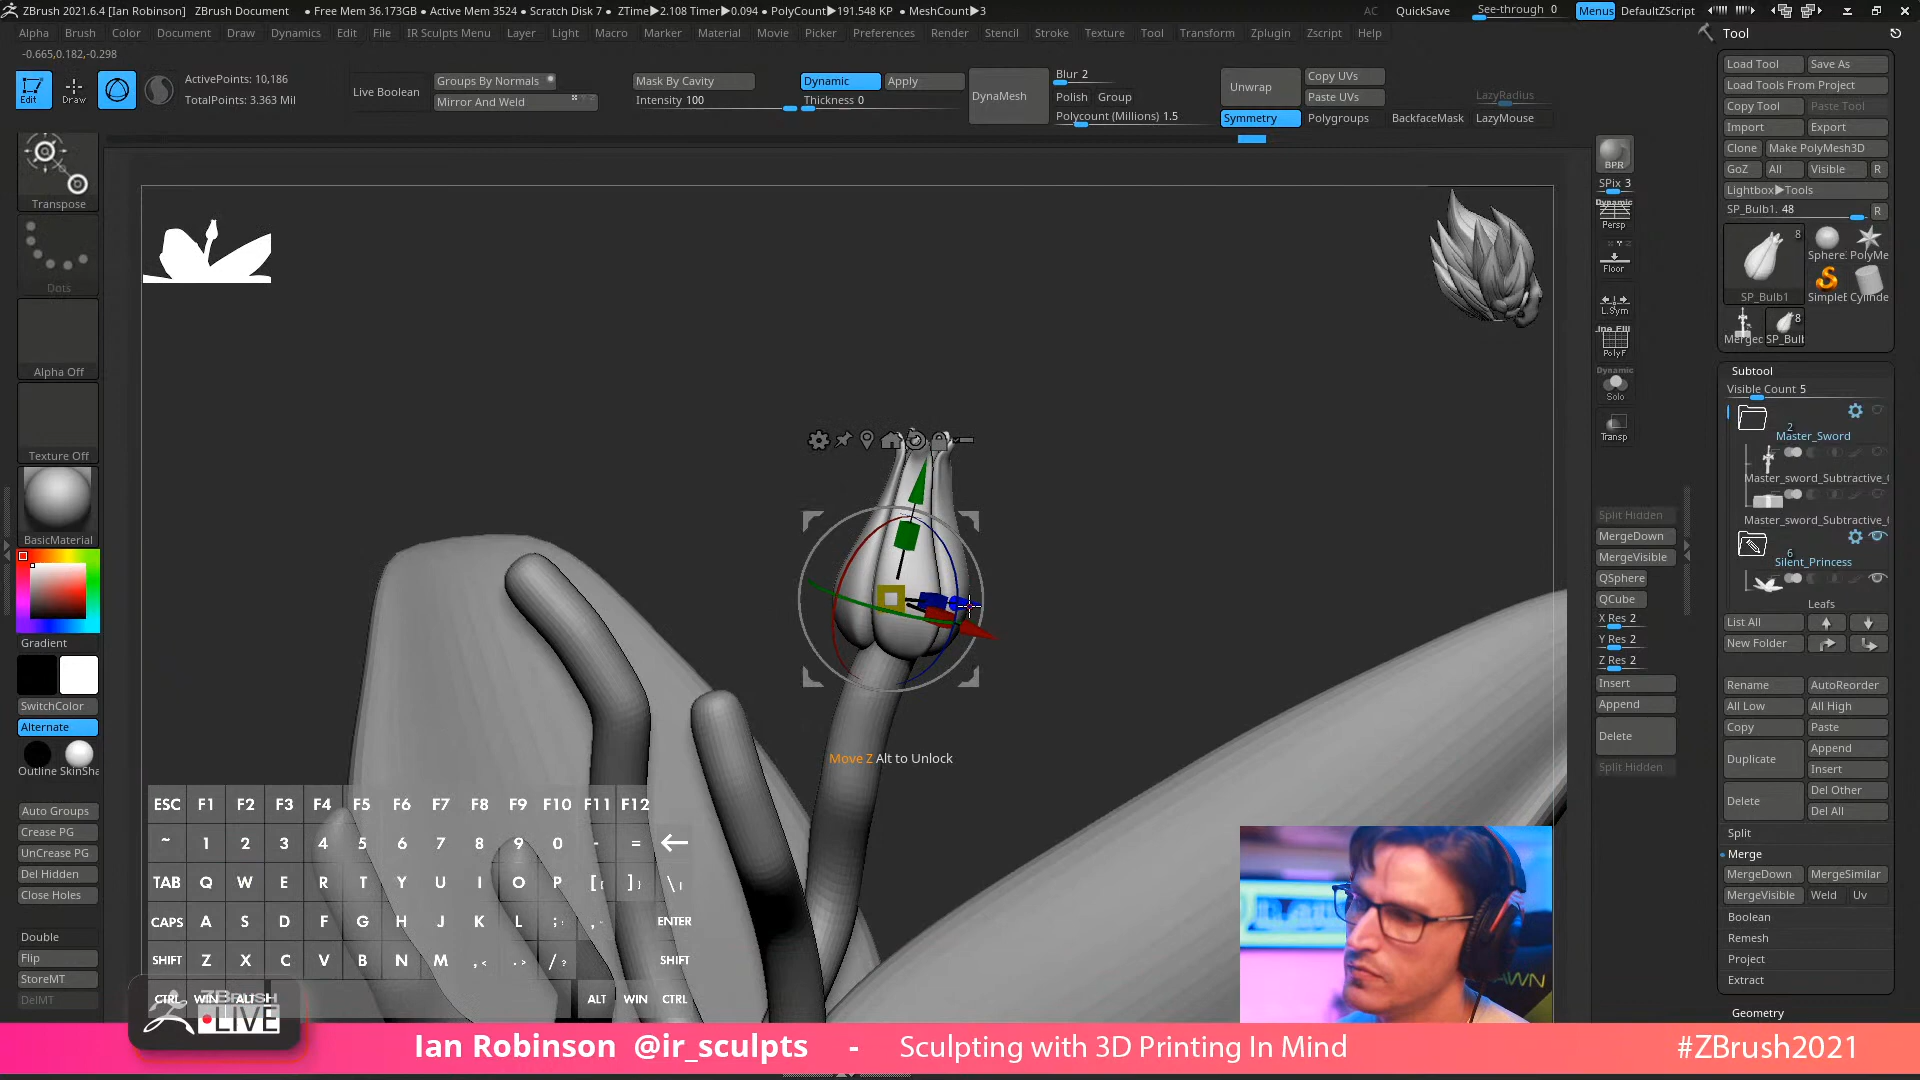 ZBrush 2021.6.4 [Ian Robinson] ZBrush Document • Free Mem 36.173GB • Active Mem 3524 • Scratch Disk 7 • ZTime▶2.108 Timer▶0.094 • PolyCount▶191.548 KP • MeshCount▶3
AC QuickSave See-through 0 Menus DefaultZScript
Alpha Brush Color Document Draw Dynamics Edit File IR Sculpts Menu Layer Light Macro Marker Material Movie Picker Preferences Render Stencil Stroke Texture Tool Transform Zplugin Zscript Help
-0.665,0.182,-0.298
Edit Draw
ActivePoints: 10,186
TotalPoints: 3.363 Mil
Live Boolean
Groups By Normals
Mirror And Weld
Mask By Cavity
Intensity 100
Dynamic Apply
Thickness 0
DynaMesh
Blur 2
Polish Group
Polycount (Millions) 1.5
Unwrap
Copy UVs
Paste UVs
LazyRadius
Symmetry Polygroups BackfaceMask LazyMouse
Transpose
Dots
Alpha Off
Texture Off
BasicMaterial
Gradient
SwitchColor
Alternate
Outline SkinSha
Auto Groups
Crease PG
UnCrease PG
Del Hidden
Close Holes
Double
Flip
StoreMT
DelMT
Move Z Alt to Unlock
ESC F1 F2 F3 F4 F5 F6 F7 F8 F9 F10 F11 F12
~ 1 2 3 4 5 6 7 8 9 0 - =
TAB Q W E R T Y U I O P [{ ]} \|
CAPS A S D F G H J K L ;: ENTER
SHIFT Z X C V B N M ,< .> /? SHIFT
CTRL WIN ALT ALT WIN CTRL
ZBRUSH
LIVE
BPR
SPix 3
Dynamic
Persp
Floor
L.Sym
Line Fill
PolyF
Dynamic
Solo
Transp
Split Hidden
MergeDown
MergeVisible
QSphere
QCube
X Res 2
Y Res 2
Z Res 2
Insert
Append
Delete
Split Hidden
Tool
Load Tool Save As
Load Tools From Project
Copy Tool Paste Tool
Import Export
Clone Make PolyMesh3D
GoZ All Visible R
Lightbox▶Tools
SP_Bulb1. 48 R
8
Sphere. PolyMe
SP_Bulb1 SimpleE Cylinde
8
Mergec SP_Bull
Subtool
Visible Count 5
2
Master_Sword
Master_sword_Subtractive_
Master_sword_Subtractive_
6
Silent_Princess
Leafs
List All
New Folder
Rename AutoReorder
All Low All High
Copy Paste
Duplicate Append
Insert
Delete Del Other
Del All
Split
Merge
MergeDown MergeSimilar
MergeVisible Weld Uv
Boolean
Remesh
Project
Extract
Geometry
Ian Robinson @ir_sculpts - Sculpting with 3D Printing In Mind #ZBrush2021